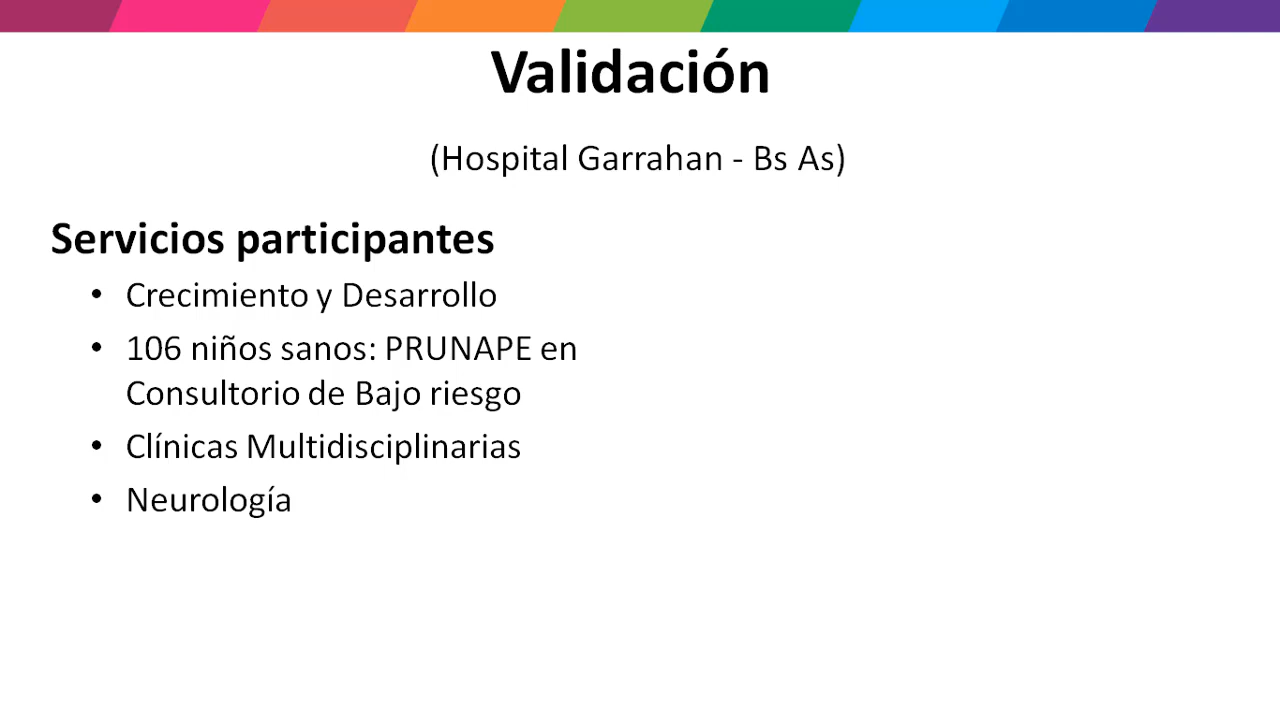 Validación
(Hospital Garrahan - Bs As)
Servicios participantes
• Crecimiento y Desarrollo
• 106 niños sanos: PRUNAPE en
Consultorio de Bajo riesgo
• Clínicas Multidisciplinarias
• Neurología